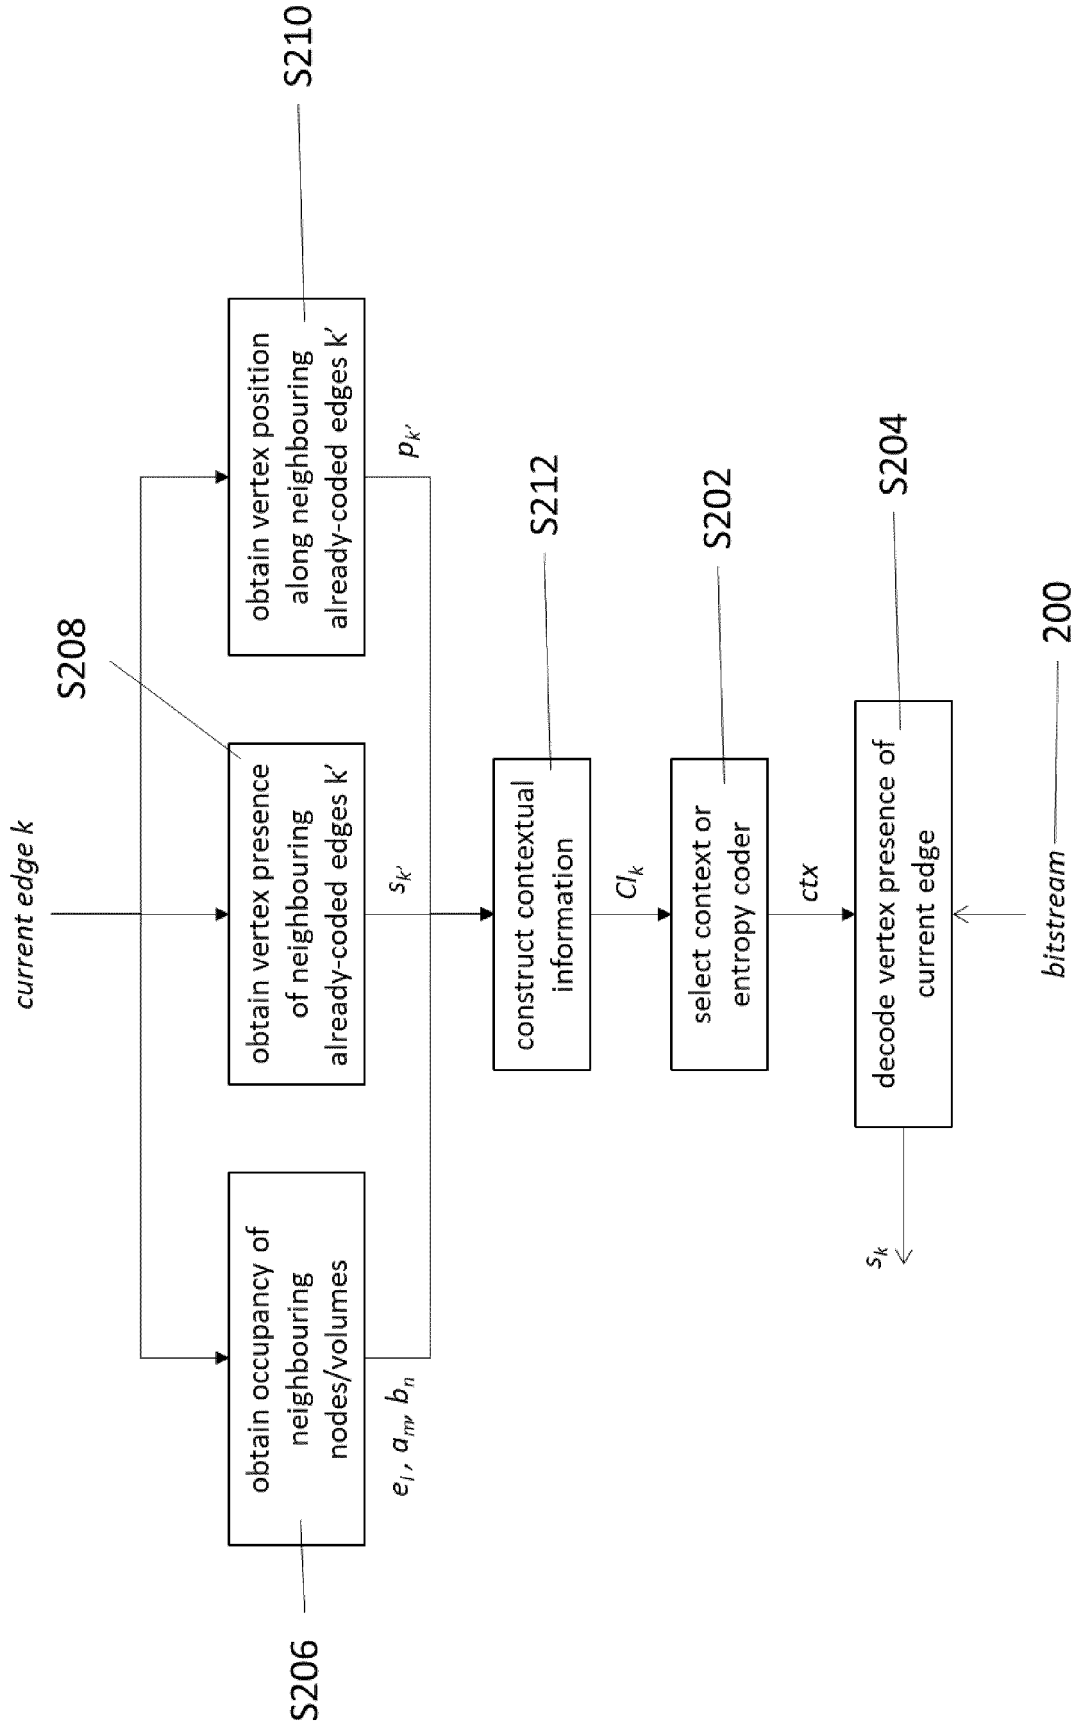 current edge k
S208
S210
obtain occupancy of
neighbouring
nodes/volumes
obtain vertex presence
of neighbouring
already-coded edges k'
obtain vertex position
along neighbouring
already-coded edges k'
S206
e_l, a_m, b_n
s_k'
p_k'
construct contextual
information
S212
CI_k
select context or
entropy coder
S202
ctx
decode vertex presence of
current edge
S204
s_k
bitstream
200